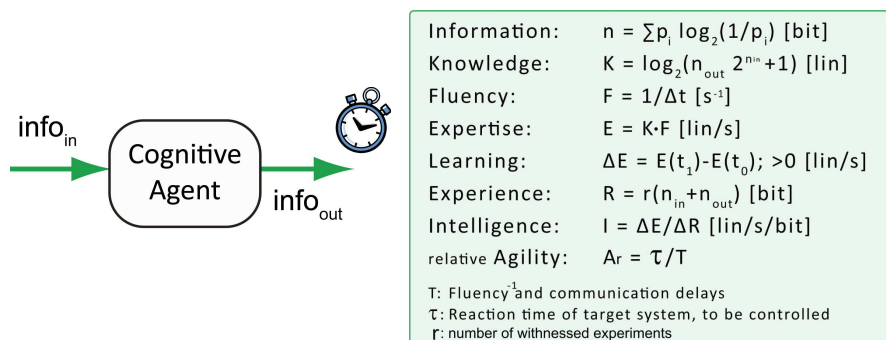 info_in
Cognitive
Agent
info_out
Information: n = ∑p_i log_2(1/p_i) [bit]
Knowledge: K = log_2(n_out 2^n_in+1) [lin]
Fluency: F = 1/Δt [s^-1]
Expertise: E = K·F [lin/s]
Learning: ΔE = E(t_1)-E(t_0); >0 [lin/s]
Experience: R = r(n_in+n_out) [bit]
Intelligence: I = ΔE/ΔR [lin/s/bit]
relative Agility: Ar = τ/T
T: Fluency^-1 and communication delays
τ: Reaction time of target system, to be controlled
r: number of withnessed experiments